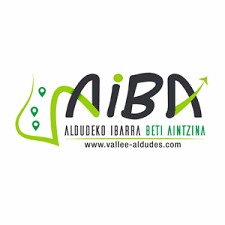 AiBA
ALDUDEKO IBARRA BETI AINTZINA
www.vallee-aldudes.com